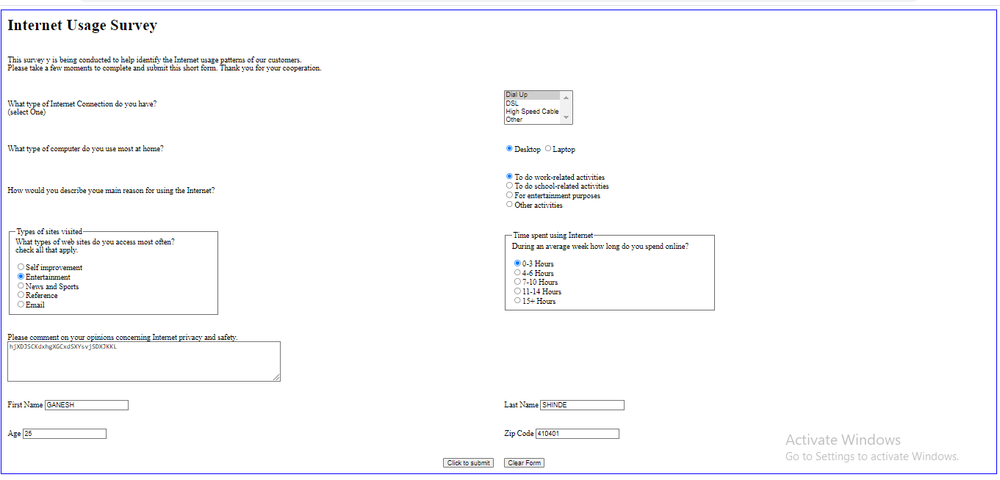 Internet Usage Survey
This survey y is being conducted to help identify the Internet usage patterns of our customers.
Please take a few moments to complete and submit this short form. Thank you for your cooperation.
What type of Internet Connection do you have?
(select One)
Dial Up
DSL
High Speed Cable
Other
What type of computer do you use most at home?
Desktop Laptop
How would you describe youe main reason for using the Internet?
To do work-related activities
To do school-related activities
For entertainment purposes
Other activities
Types of sites visited
What types of web sites do you access most often?
check all that apply.
Self improvement
Entertainment
News and Sports
Reference
Email
Time spent using Internet
During an average week how long do you spend online?
0-3 Hours
4-6 Hours
7-10 Hours
11-14 Hours
15+ Hours
Please comment on your opinions concerning Internet privacy and safety.
hjXDJSCKdxhgXGCxdSXYsvjSDXJKKL
First Name GANESH
Last Name SHINDE
Age 25
Zip Code 410401
Click to submit Clear Form
Activate Windows
Go to Settings to activate Windows.